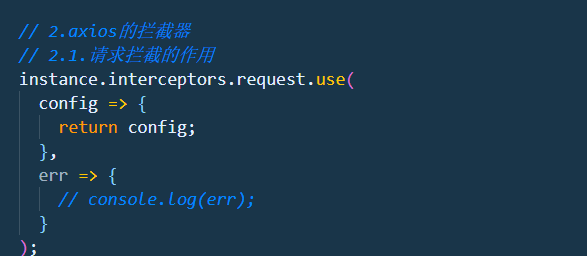 // 2.axios的拦截器
// 2.1.请求拦截的作用
instance.interceptors.request.use(
  config => {
    return config;
  },
  err => {
    // console.log(err);
  }
);